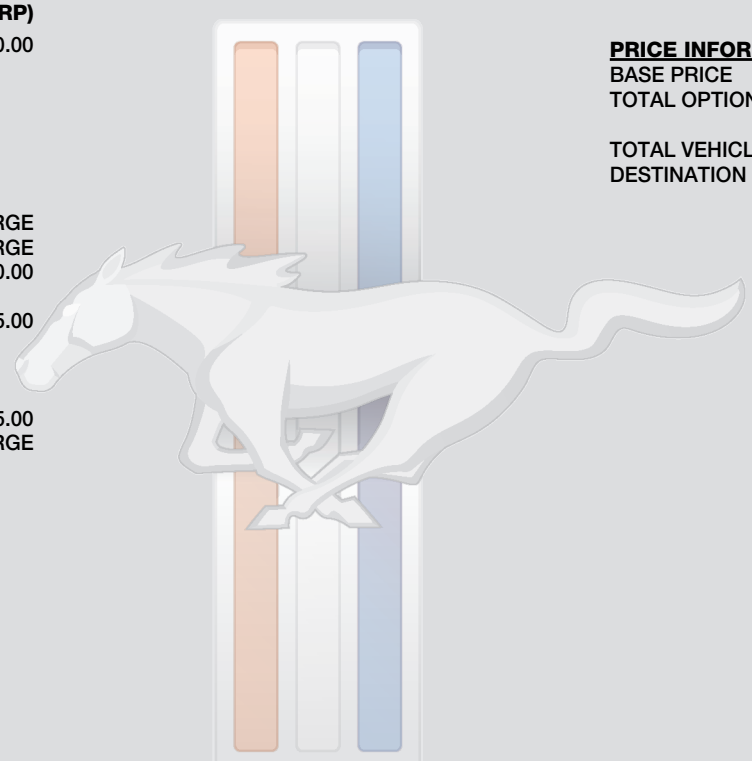 RP)
0.00
RGE
RGE
0.00
5.00
5.00
RGE
PRICE INFOR
BASE PRICE
TOTAL OPTION
TOTAL VEHICL
DESTINATION